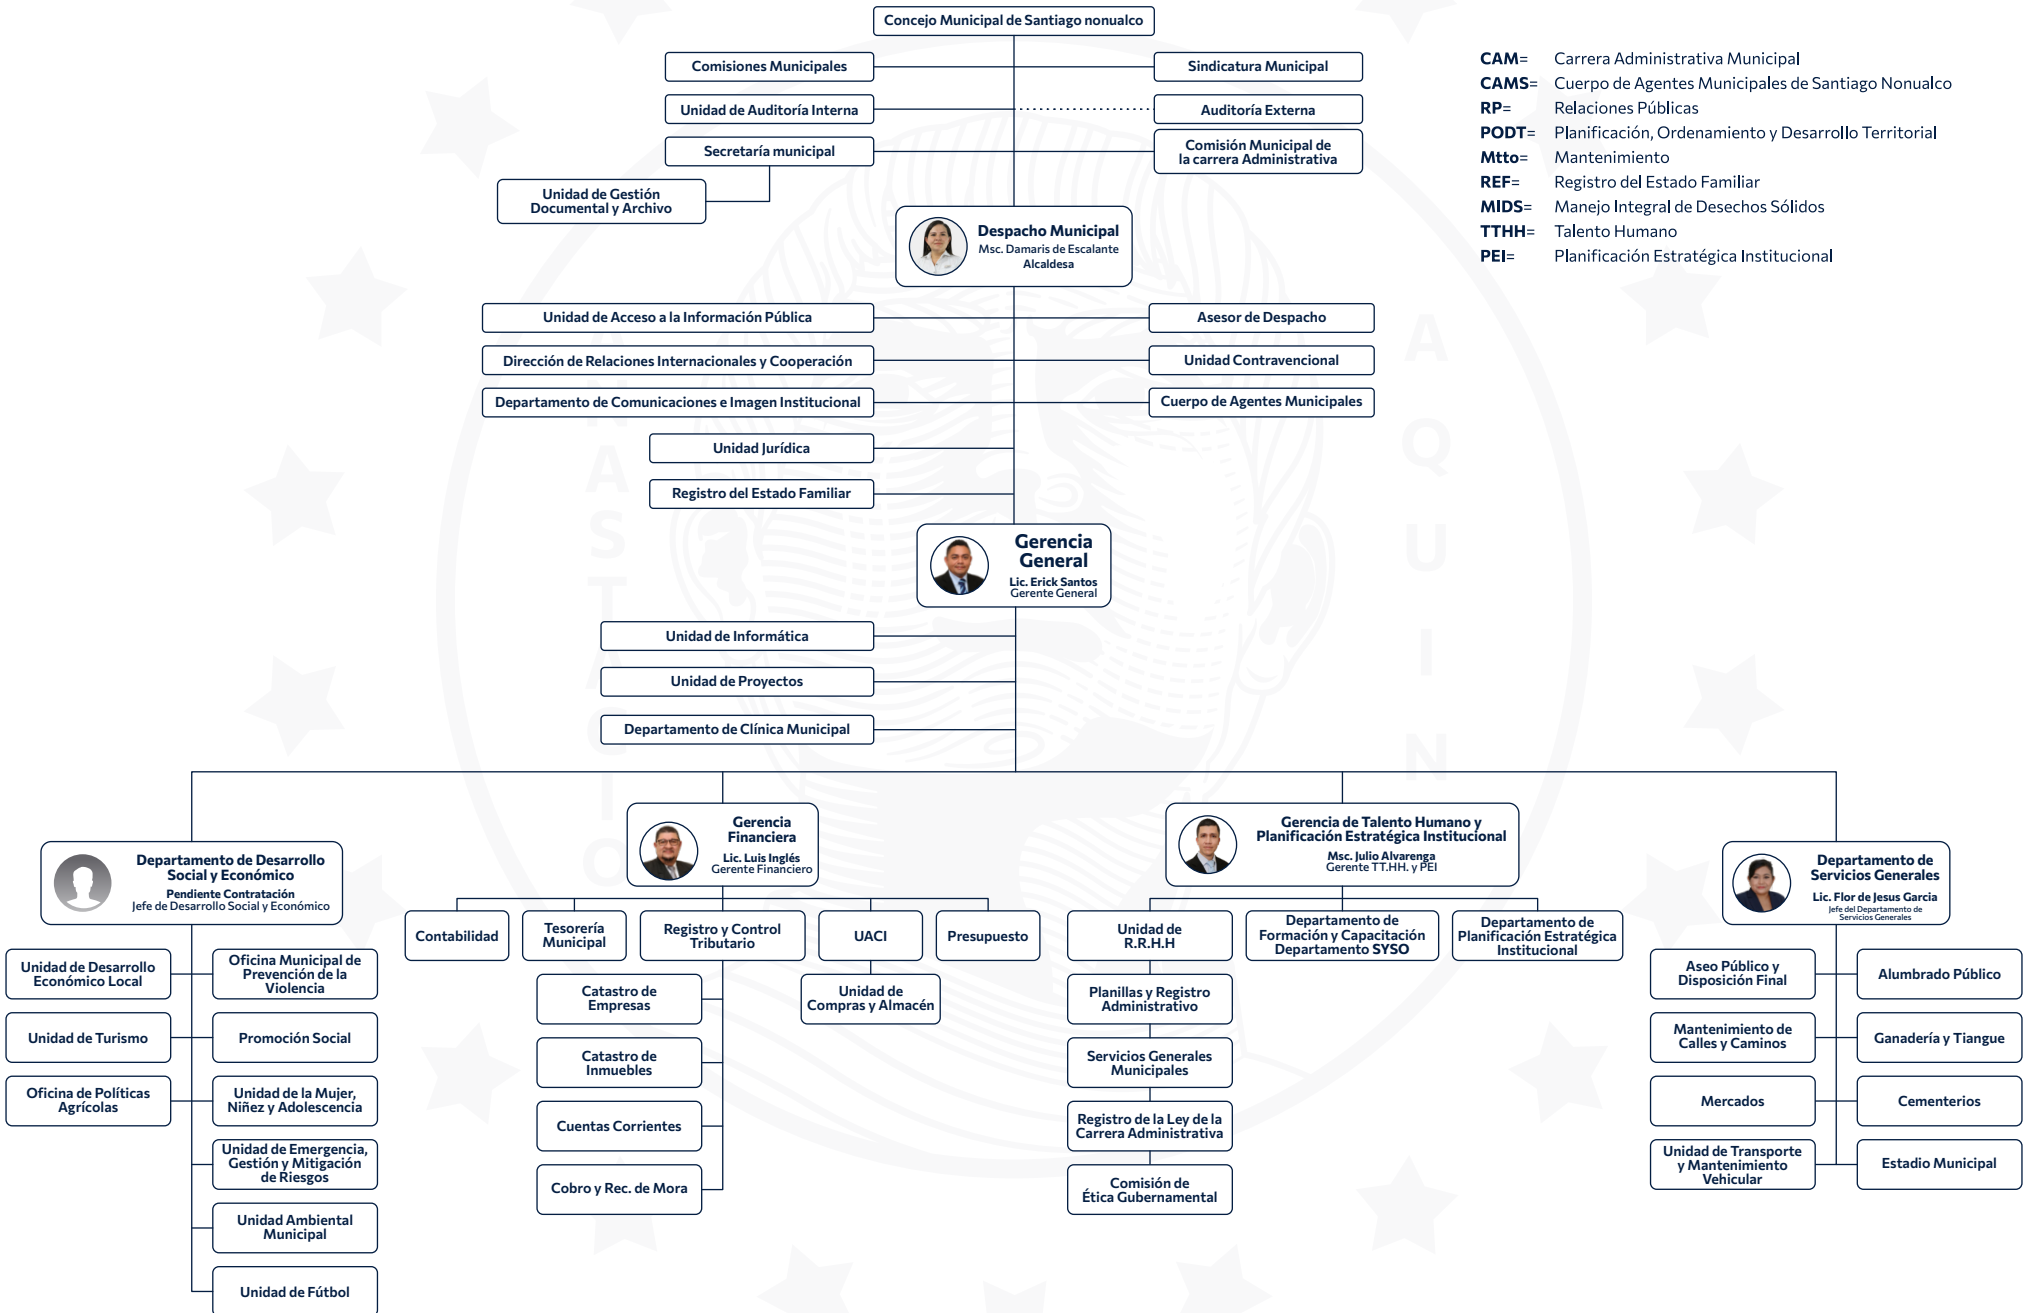 Concejo Municipal de Santiago nonualco
Comisiones Municipales
Sindicatura Municipal
Unidad de Auditoría Interna
Auditoría Externa
Secretaría municipal
Comisión Municipal de
la carrera Administrativa
Unidad de Gestión
Documental y Archivo
CAM= Carrera Administrativa Municipal
CAMS= Cuerpo de Agentes Municipales de Santiago Nonualco
RP= Relaciones Públicas
PODT= Planificación, Ordenamiento y Desarrollo Territorial
Mtto= Mantenimiento
REF= Registro del Estado Familiar
MIDS= Manejo Integral de Desechos Sólidos
TTHH= Talento Humano
PEI= Planificación Estratégica Institucional
Despacho Municipal
Msc. Damaris de Escalante
Alcaldesa
Unidad de Acceso a la Información Pública
Asesor de Despacho
Dirección de Relaciones Internacionales y Cooperación
Unidad Contravencional
Departamento de Comunicaciones e Imagen Institucional
Cuerpo de Agentes Municipales
Unidad Jurídica
Registro del Estado Familiar
Gerencia
General
Lic. Erick Santos
Gerente General
Unidad de Informática
Unidad de Proyectos
Departamento de Clínica Municipal
Departamento de Desarrollo
Social y Económico
Pendiente Contratación
Jefe de Desarrollo Social y Económico
Unidad de Desarrollo
Económico Local
Oficina Municipal de
Prevención de la
Violencia
Unidad de Turismo
Promoción Social
Oficina de Políticas
Agrícolas
Unidad de la Mujer,
Niñez y Adolescencia
Unidad de Emergencia,
Gestión y Mitigación
de Riesgos
Unidad Ambiental
Municipal
Unidad de Fútbol
Gerencia
Financiera
Lic. Luis Inglés
Gerente Financiero
Contabilidad
Tesorería
Municipal
Registro y Control
Tributario
UACI
Presupuesto
Catastro de
Empresas
Catastro de
Inmuebles
Cuentas Corrientes
Cobro y Rec. de Mora
Unidad de
Compras y Almacén
Gerencia de Talento Humano y
Planificación Estratégica Institucional
Msc. Julio Alvarenga
Gerente TT.HH. y PEI
Unidad de
R.R.H.H
Departamento de
Formación y Capacitación
Departamento SYSO
Departamento de
Planificación Estratégica
Institucional
Planillas y Registro
Administrativo
Servicios Generales
Municipales
Registro de la Ley de la
Carrera Administrativa
Comisión de
Ética Gubernamental
Departamento de
Servicios Generales
Lic. Flor de Jesus Garcia
Jefe del Departamento de
Servicios Generales
Aseo Público y
Disposición Final
Alumbrado Público
Mantenimiento de
Calles y Caminos
Ganadería y Tiangue
Mercados
Cementerios
Unidad de Transporte
y Mantenimiento
Vehicular
Estadio Municipal
ANASTACIO
AQUIN